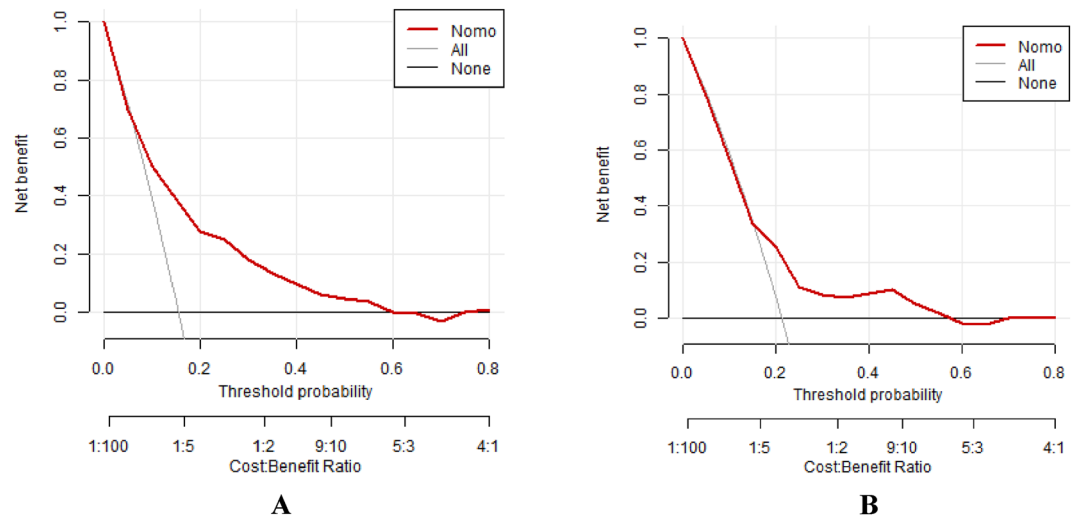 Nomo
All
None
Net benefit
1.0
0.8
0.6
0.4
0.2
0.0
0.0 0.2 0.4 0.6 0.8
Threshold probability
1:100 1:5 1:2 9:10 5:3 4:1
Cost:Benefit Ratio
A
Nomo
All
None
Net benefit
1.0
0.8
0.6
0.4
0.2
0.0
0.0 0.2 0.4 0.6 0.8
Threshold probability
1:100 1:5 1:2 9:10 5:3 4:1
Cost:Benefit Ratio
B